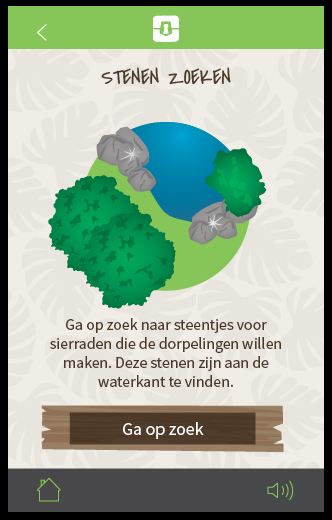 STENEN ZOEKEN
Ga op zoek naar steentjes voor
sierraden die de dorpelingen willen
maken. Deze stenen zijn aan de
waterkant te vinden.
Ga op zoek